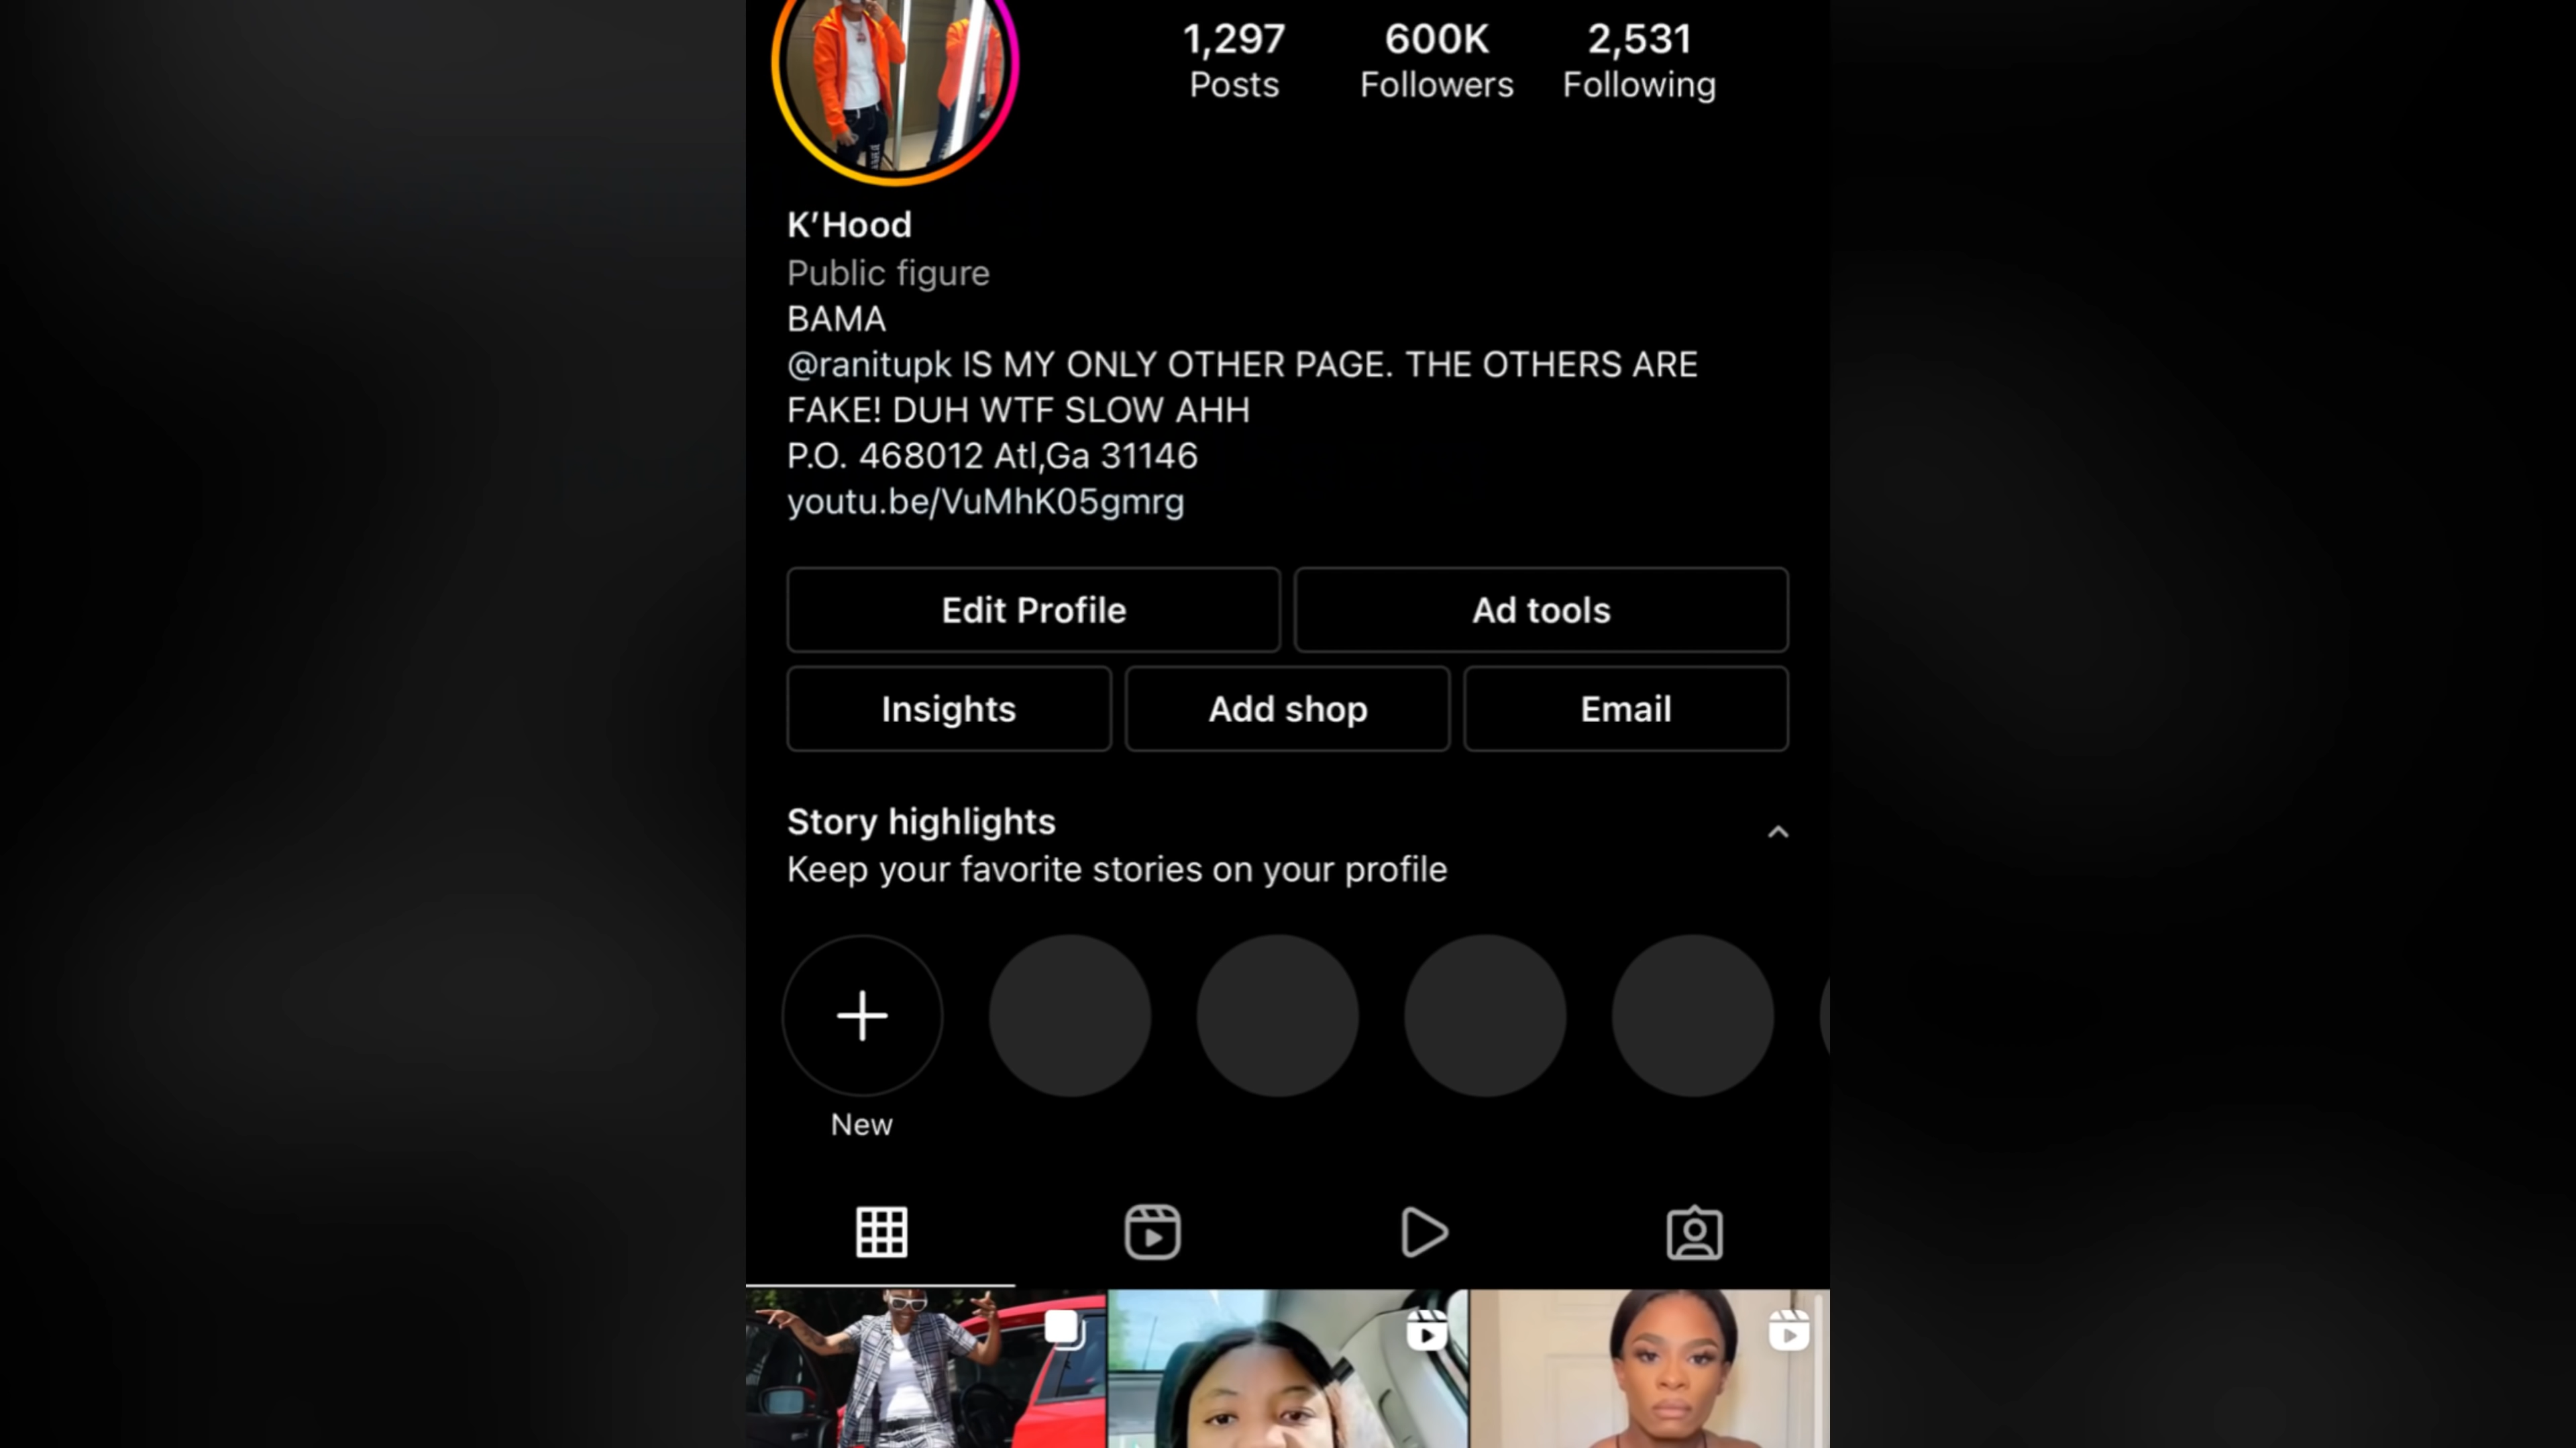 1,297 600K 2,531
Posts Followers Following
K’Hood
Public figure
BAMA
@ranitupk IS MY ONLY OTHER PAGE. THE OTHERS ARE
FAKE! DUH WTF SLOW AHH
P.O. 468012 Atl,Ga 31146
youtu.be/VuMhK05gmrg
Edit Profile Ad tools
Insights Add shop Email
Story highlights
Keep your favorite stories on your profile
New